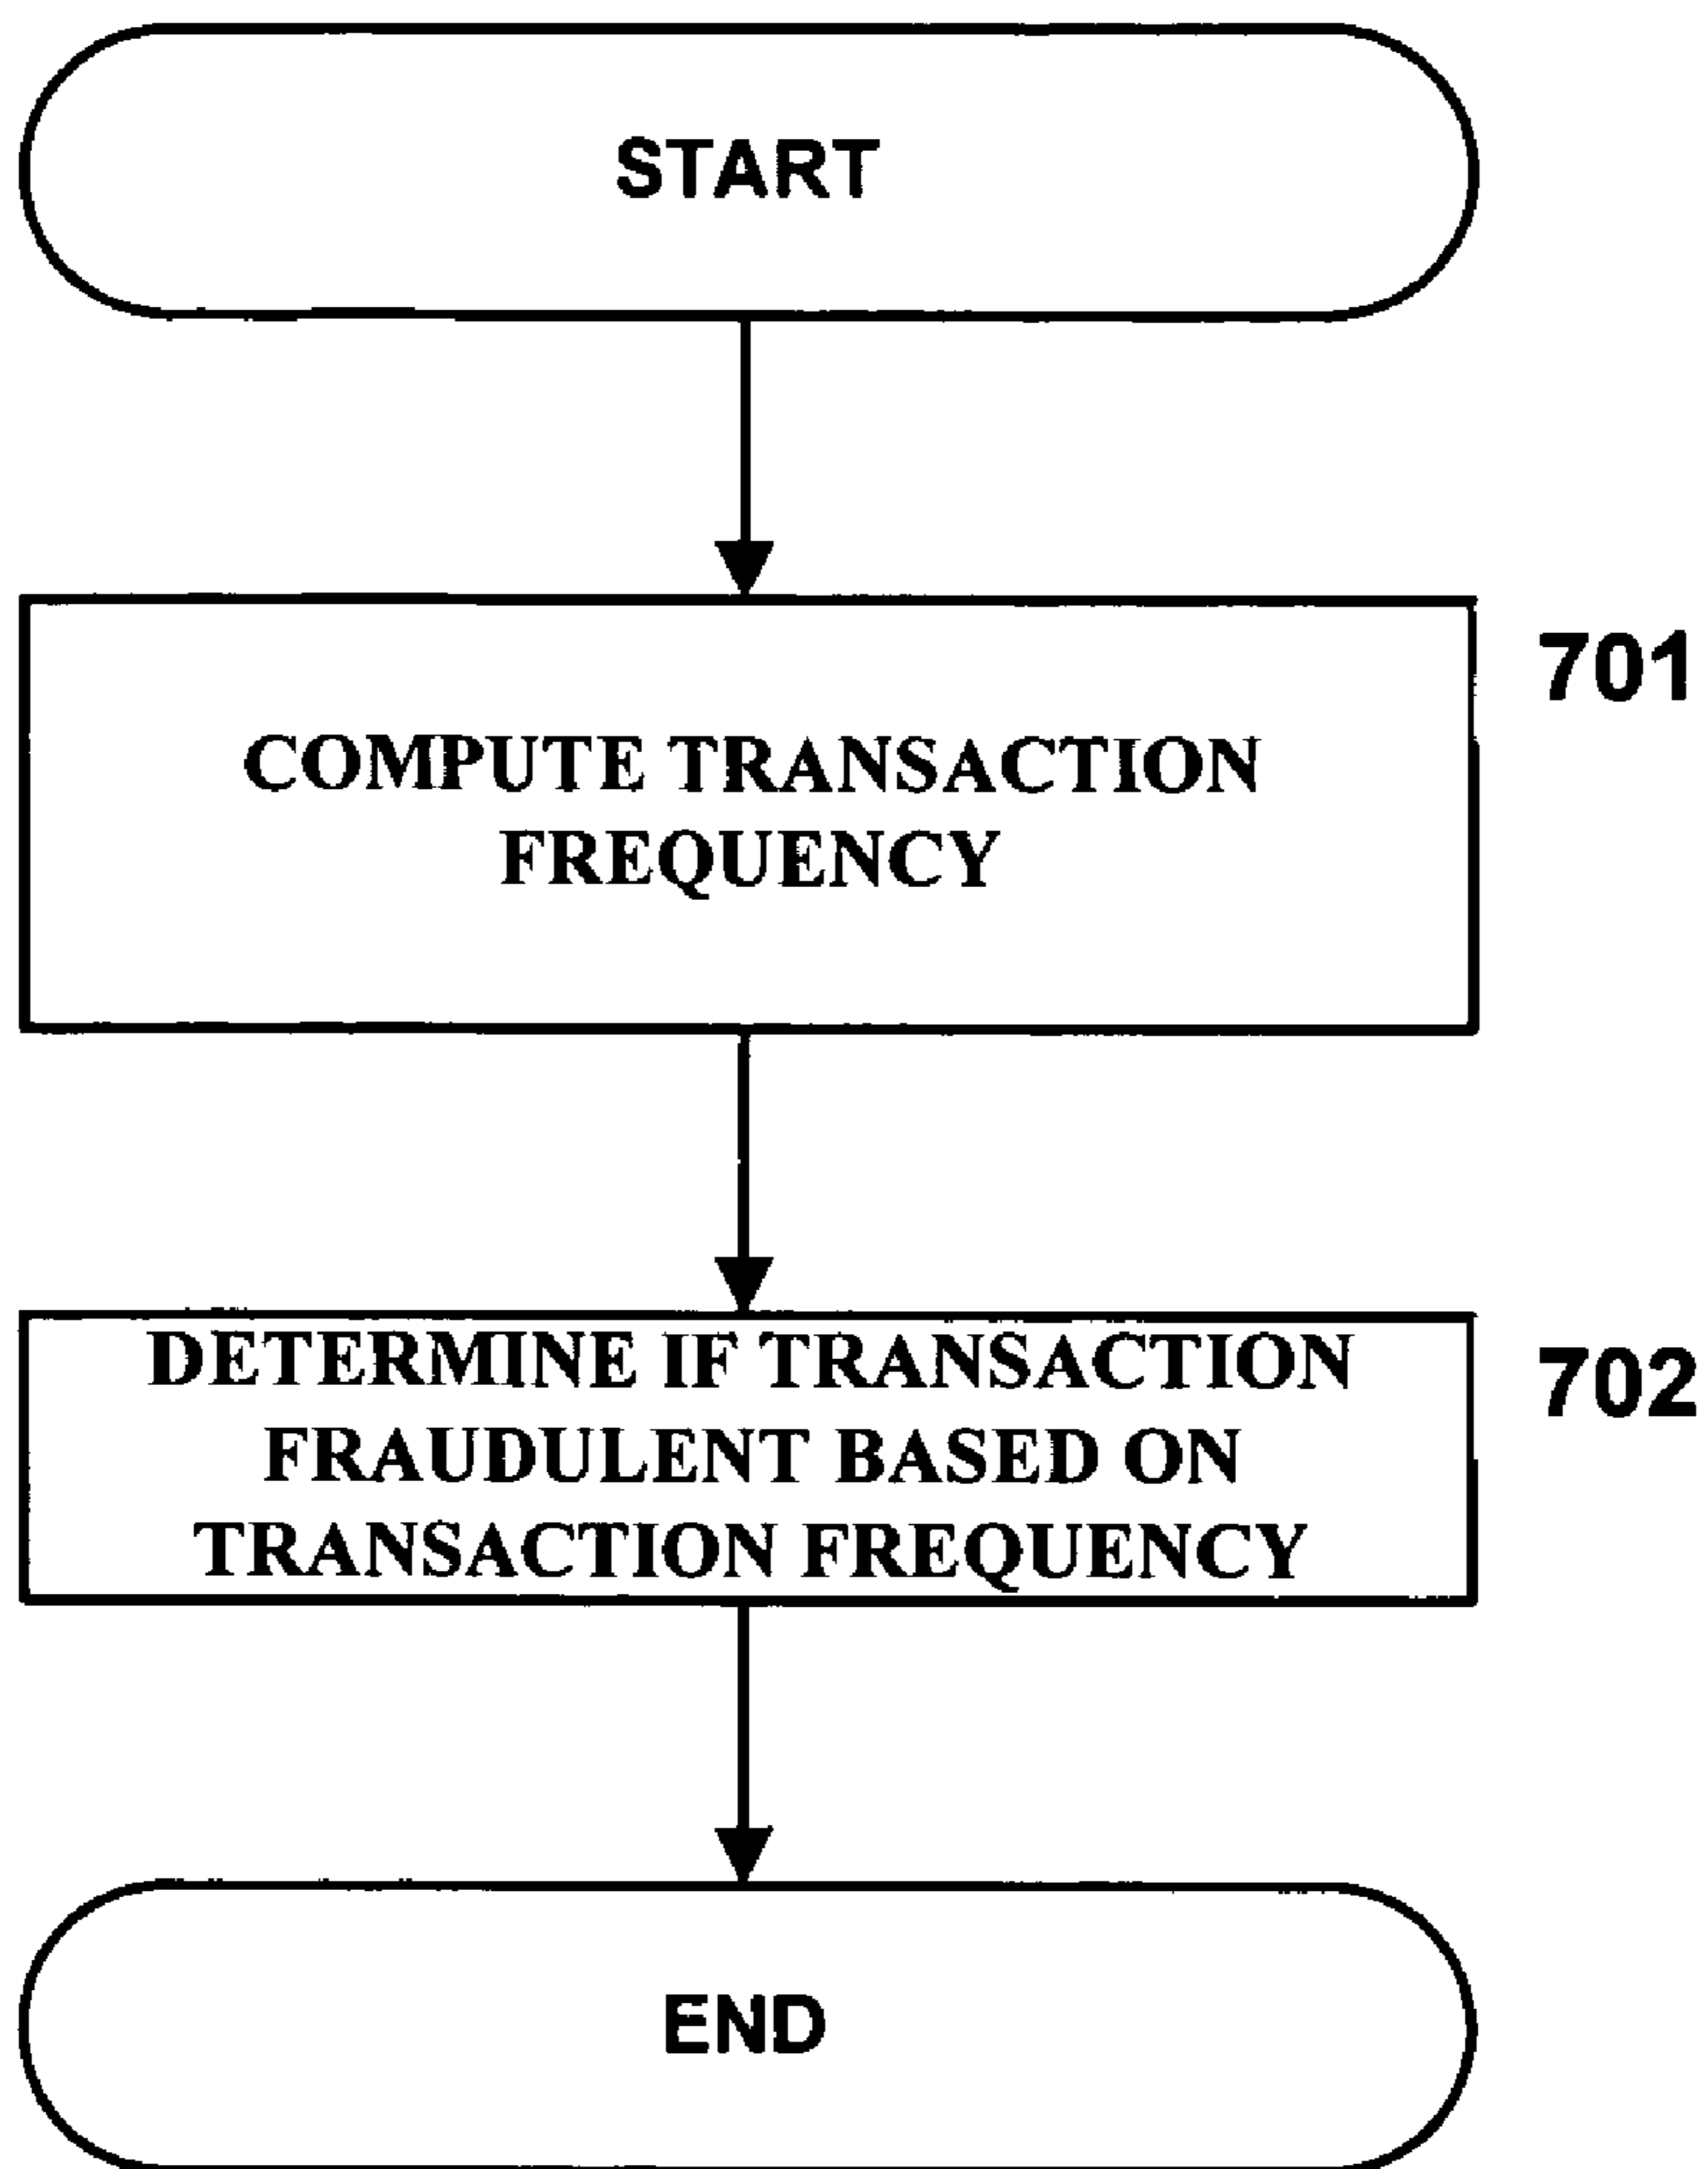 START
701
COMPUTE TRANSACTION
FREQUENCY
702
DETERMINE IF TRANSACTION
FRAUDULENT BASED ON
TRANSACTION FREQUENCY
END